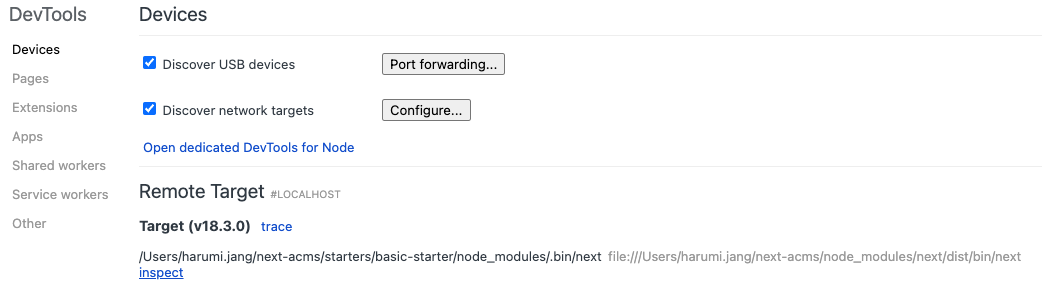 DevTools
Devices
Pages
Extensions
Apps
Shared workers
Service workers
Other
Devices
Discover USB devices Port forwarding...
Discover network targets Configure...
Open dedicated DevTools for Node
Remote Target #LOCALHOST
Target (v18.3.0) trace
/Users/harumi.jang/next-acms/starters/basic-starter/node_modules/.bin/next file:///Users/harumi.jang/next-acms/node_modules/next/dist/bin/next
inspect